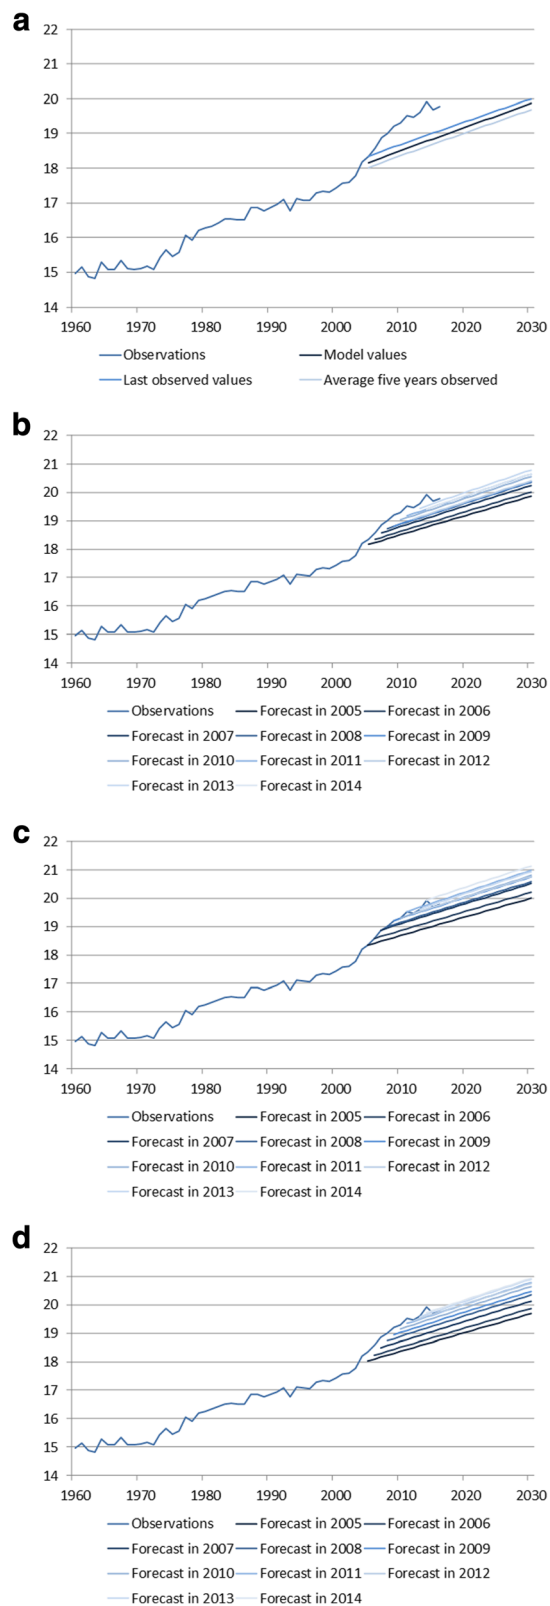 a
22
21
20
19
18
17
16
15
14
1960 1970 1980 1990 2000 2010 2020 2030
Observations Model values
Last observed values Average five years observed
b
22
21
20
19
18
17
16
15
14
1960 1970 1980 1990 2000 2010 2020 2030
Observations Forecast in 2005 Forecast in 2006
Forecast in 2007 Forecast in 2008 Forecast in 2009
Forecast in 2010 Forecast in 2011 Forecast in 2012
Forecast in 2013 Forecast in 2014
c
22
21
20
19
18
17
16
15
14
1960 1970 1980 1990 2000 2010 2020 2030
Observations Forecast in 2005 Forecast in 2006
Forecast in 2007 Forecast in 2008 Forecast in 2009
Forecast in 2010 Forecast in 2011 Forecast in 2012
Forecast in 2013 Forecast in 2014
d
22
21
20
19
18
17
16
15
14
1960 1970 1980 1990 2000 2010 2020 2030
Observations Forecast in 2005 Forecast in 2006
Forecast in 2007 Forecast in 2008 Forecast in 2009
Forecast in 2010 Forecast in 2011 Forecast in 2012
Forecast in 2013 Forecast in 2014